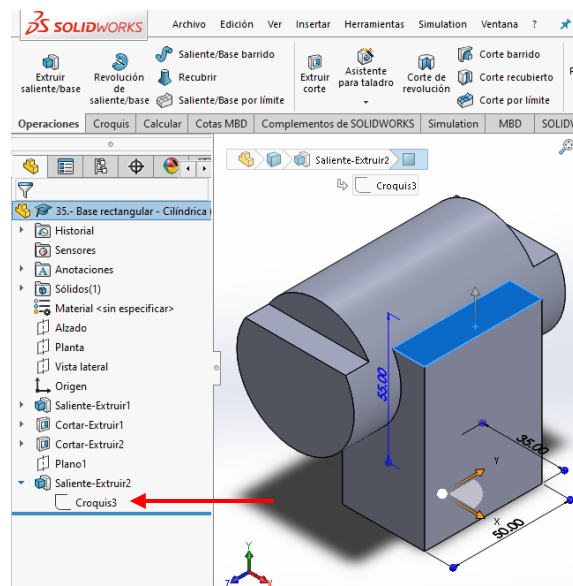 SOLIDWORKS
Archivo Edición Ver Insertar Herramientas Simulation Ventana ?
Extruir saliente/base
Revolución de saliente/base
Saliente/Base barrido
Recubrir
Saliente/Base por límite
Extruir corte
Asistente para taladro
Corte de revolución
Corte barrido
Corte recubierto
Corte por límite
Operaciones Croquis Calcular Cotas MBD Complementos de SOLIDWORKS Simulation MBD SOLID
Saliente-Extruir2
Croquis3
35.- Base rectangular - Cilíndrica
Historial
Sensores
Anotaciones
Sólidos(1)
Material <sin especificar>
Alzado
Planta
Vista lateral
Origen
Saliente-Extruir1
Cortar-Extruir1
Cortar-Extruir2
Plano1
Saliente-Extruir2
Croquis3
55.00
35.00
Y
X
50.00
Y
Z
X